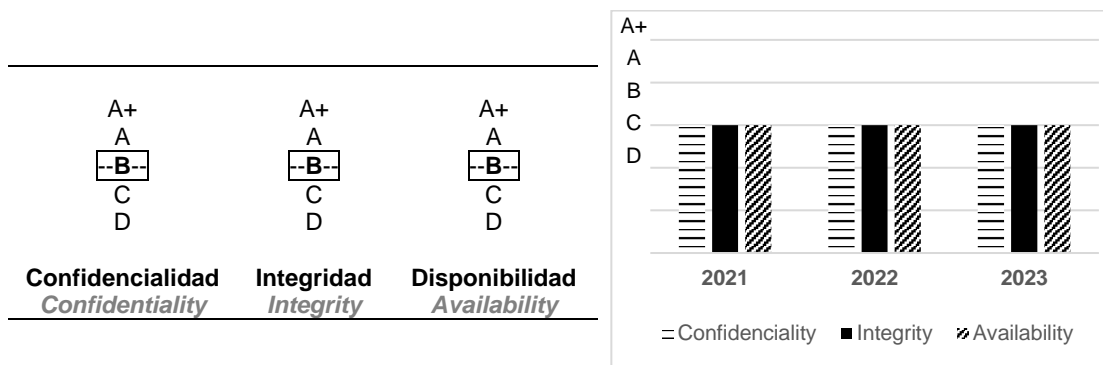 A+ A+ A+
A A A
--B-- --B-- --B--
C C C
D D D
Confidencialidad Integridad Disponibilidad
Confidentiality Integrity Availability
A+
A
B
C
D
2021 2022 2023
Confidenciality Integrity Availability